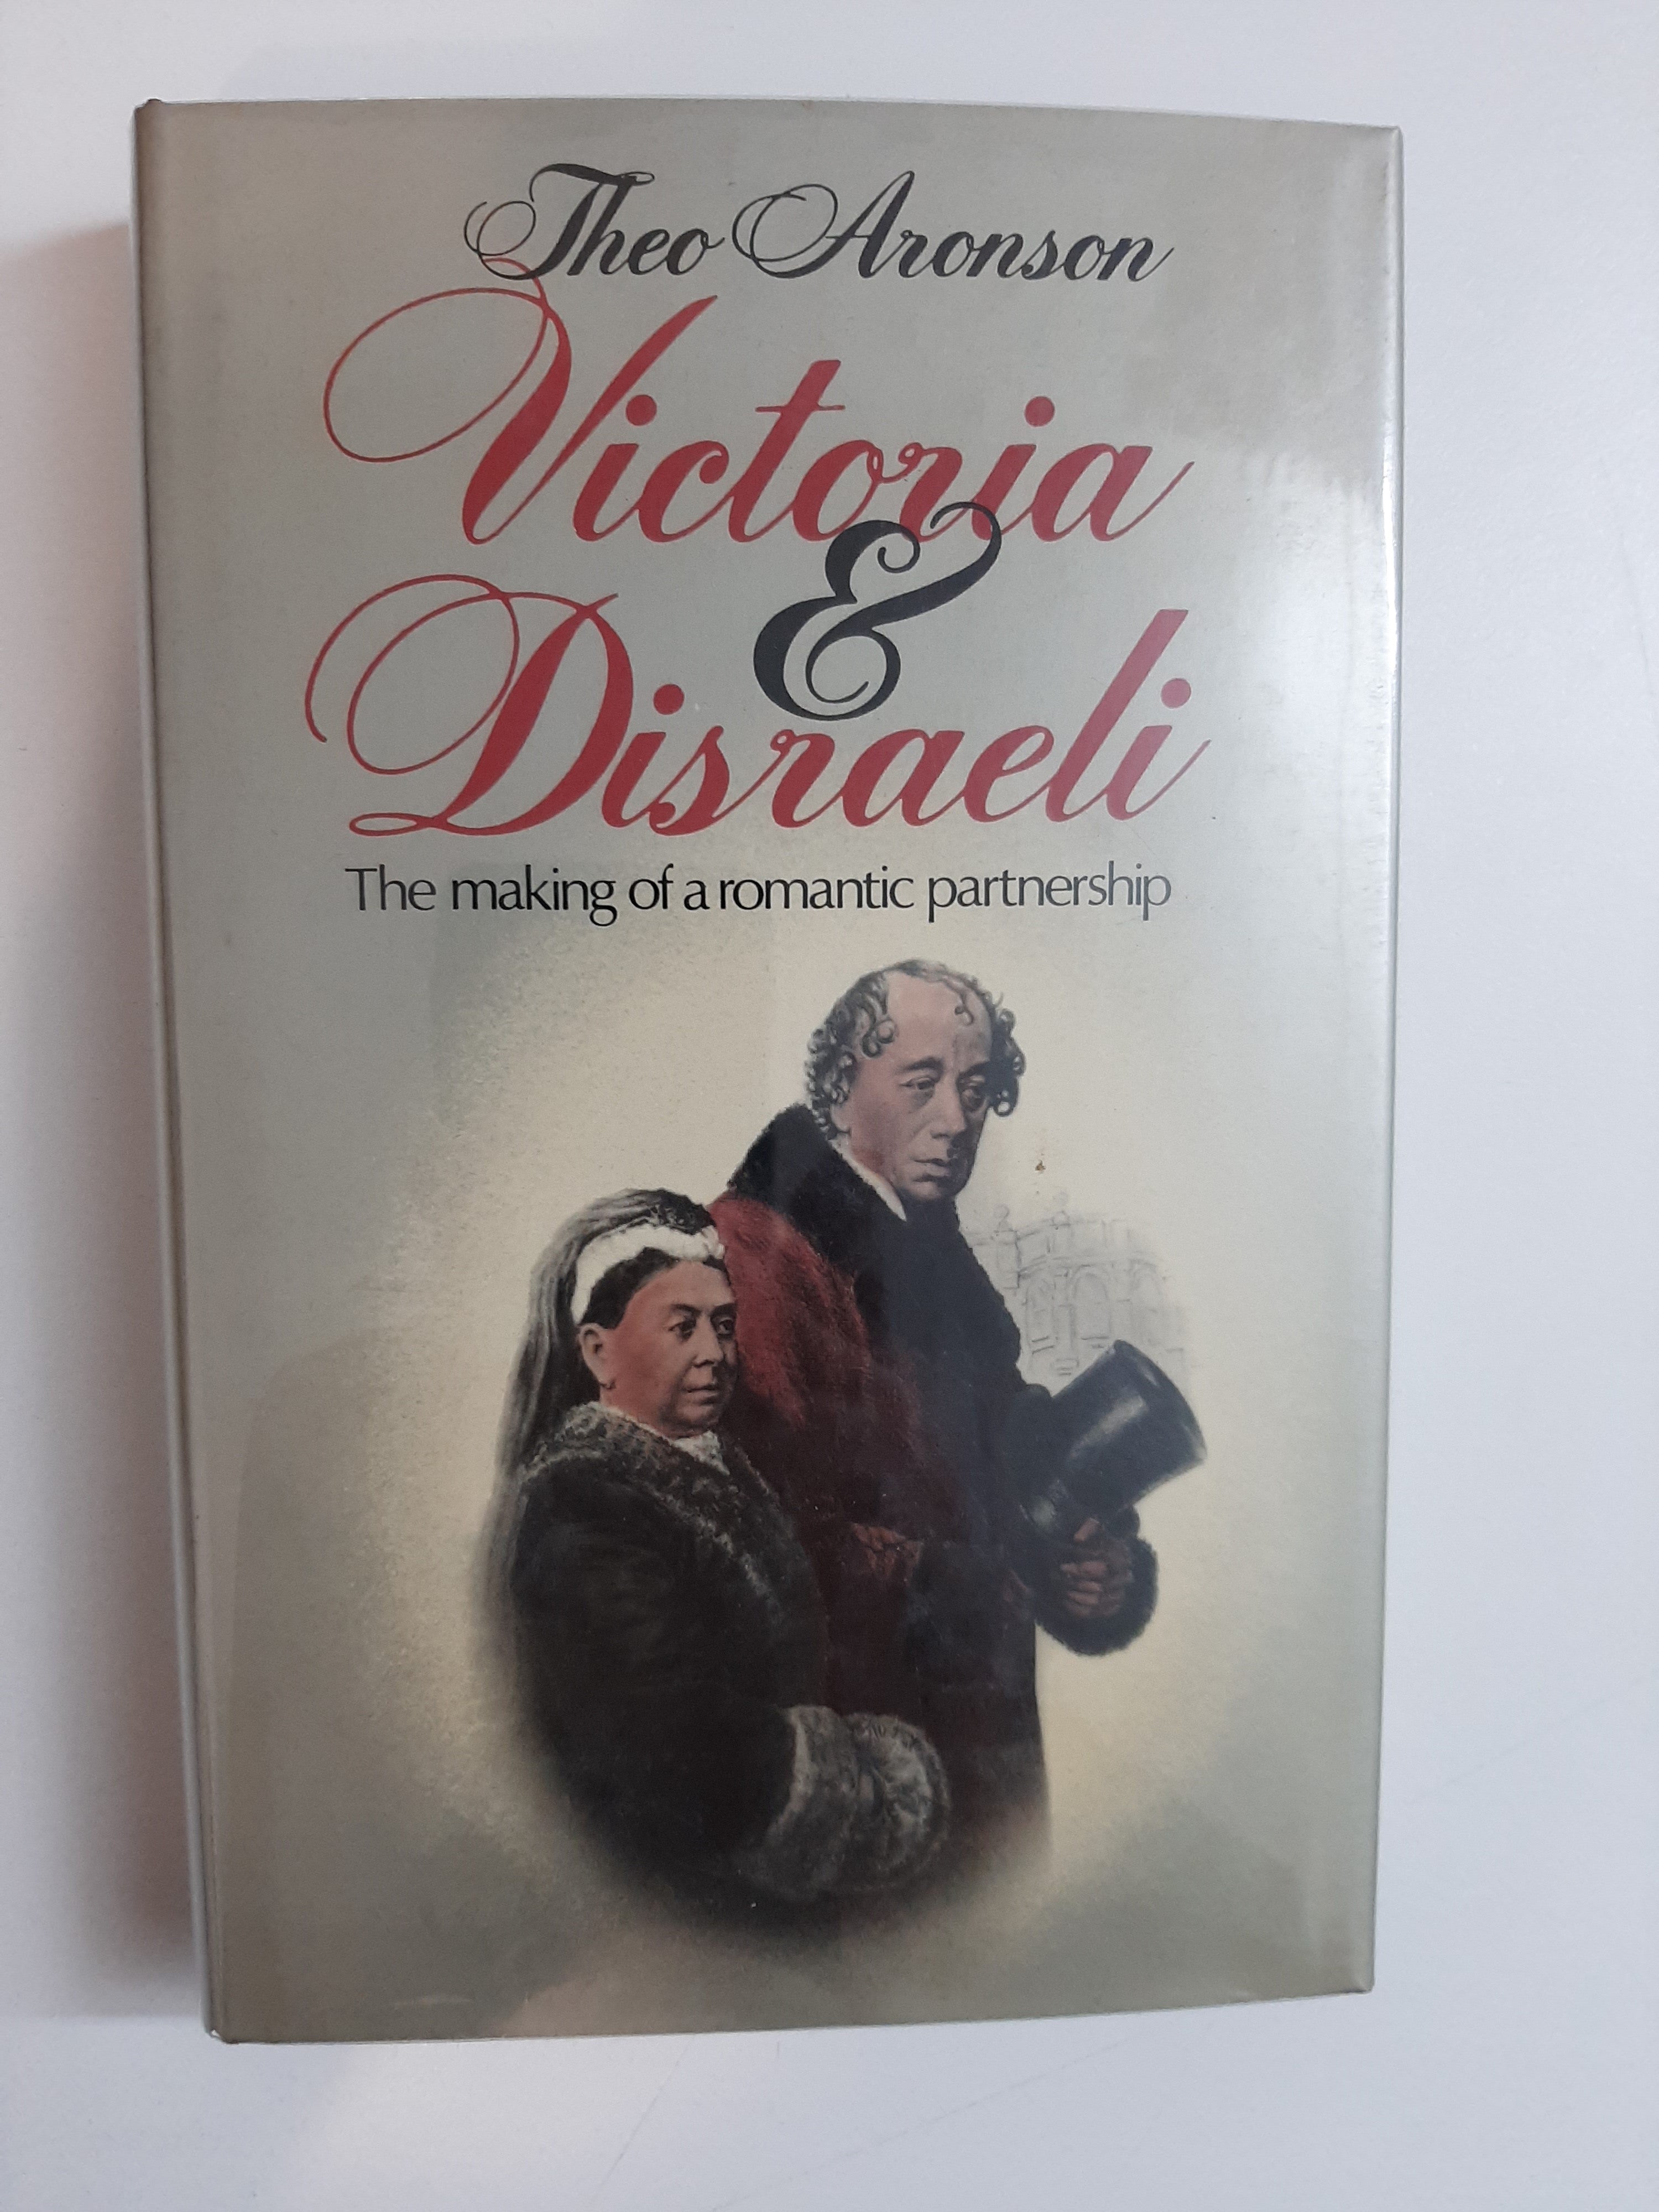 Theo Aronson
Victoria
&
Disraeli
The making of a romantic partnership